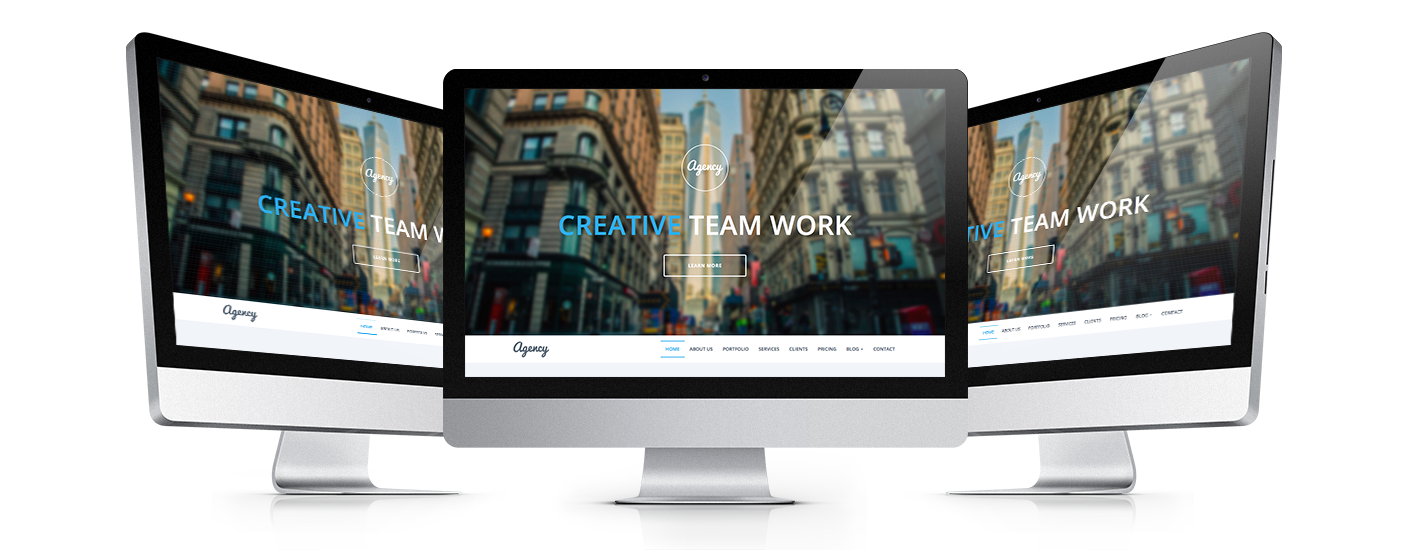 Agency
CREATIVE TEAM W
LEARN MORE
Agency
HOME ABOUT US PORTFOLIO
Agency
CREATIVE TEAM WORK
LEARN MORE
Agency
HOME ABOUT US PORTFOLIO SERVICES CLIENTS PRICING BLOG CONTACT
Agency
TIVE TEAM WORK
LEARN MORE
HOME ABOUT US PORTFOLIO SERVICES CLIENTS PRICING BLOG CONTACT